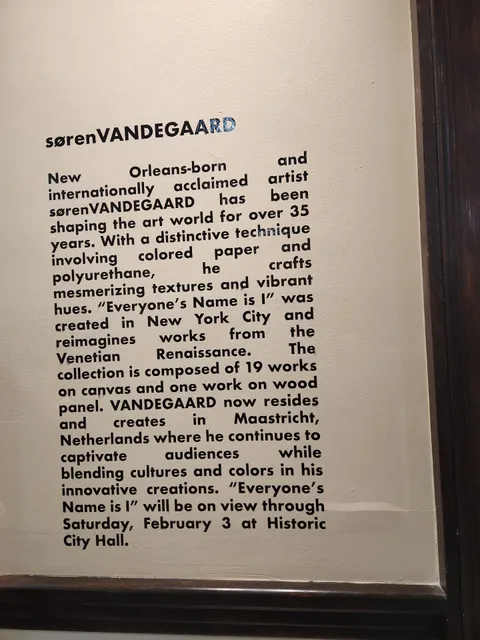 sørenVANDEGAARD
New Orleans-born and
internationally acclaimed artist
sørenVANDEGAARD has been
shaping the art world for over 35
years. With a distinctive technique
involving colored paper and
polyurethane, he crafts
mesmerizing textures and vibrant
hues. “Everyone’s Name is I” was
created in New York City and
reimagines works from the
Venetian Renaissance. The
collection is composed of 19 works
on canvas and one work on wood
panel. VANDEGAARD now resides
and creates in Maastricht,
Netherlands where he continues to
captivate audiences while
blending cultures and colors in his
innovative creations. “Everyone’s
Name is I” will be on view through
Saturday, February 3 at Historic
City Hall.